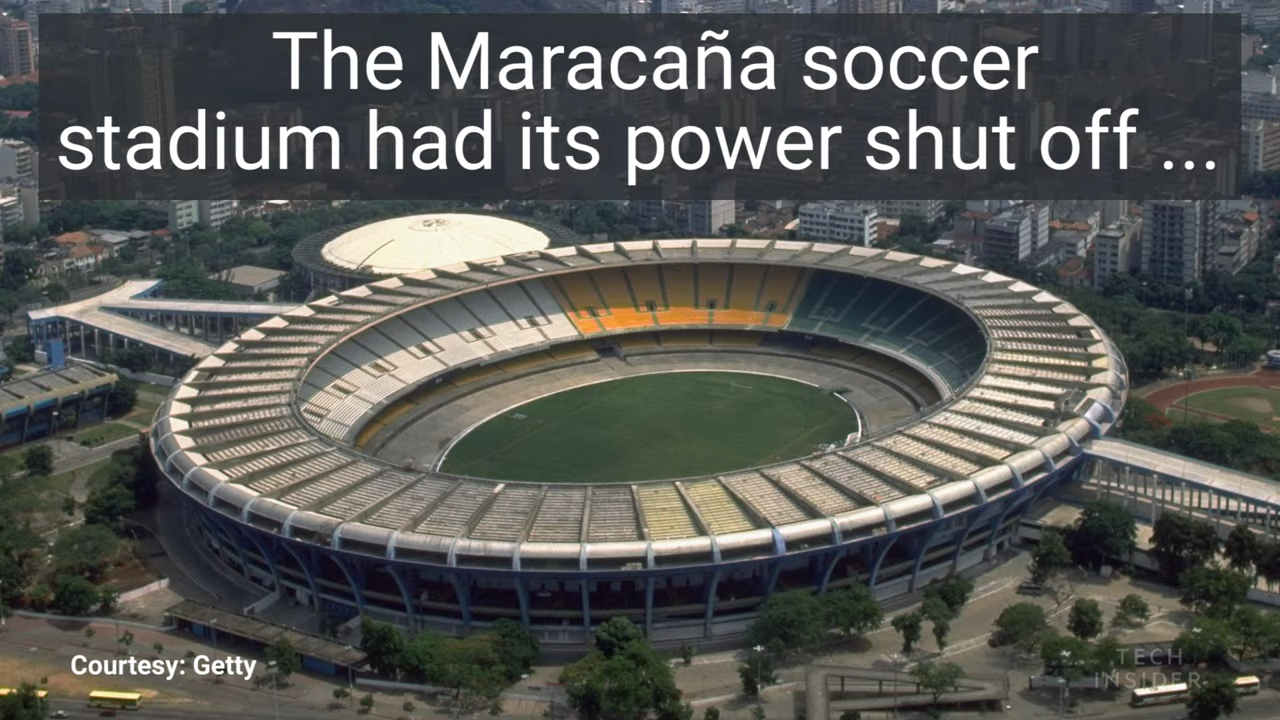 The Maracaña soccer
stadium had its power shut off ...
Courtesy: Getty
TECH
INSIDER